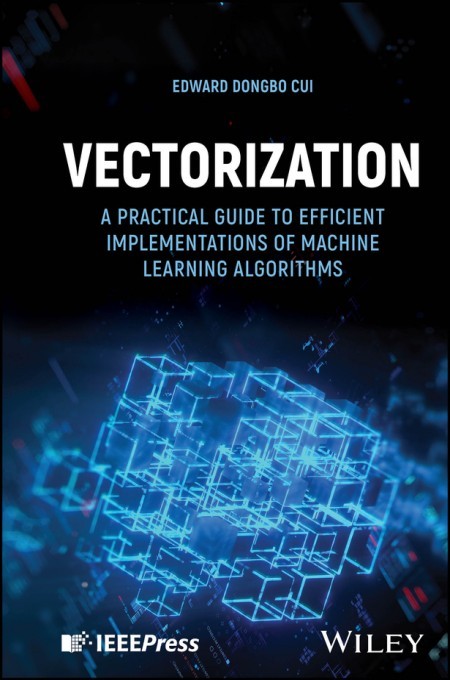 EDWARD DONGBO CUI
VECTORIZATION
A PRACTICAL GUIDE TO EFFICIENT
IMPLEMENTATIONS OF MACHINE
LEARNING ALGORITHMS
IEEEPress
WILEY